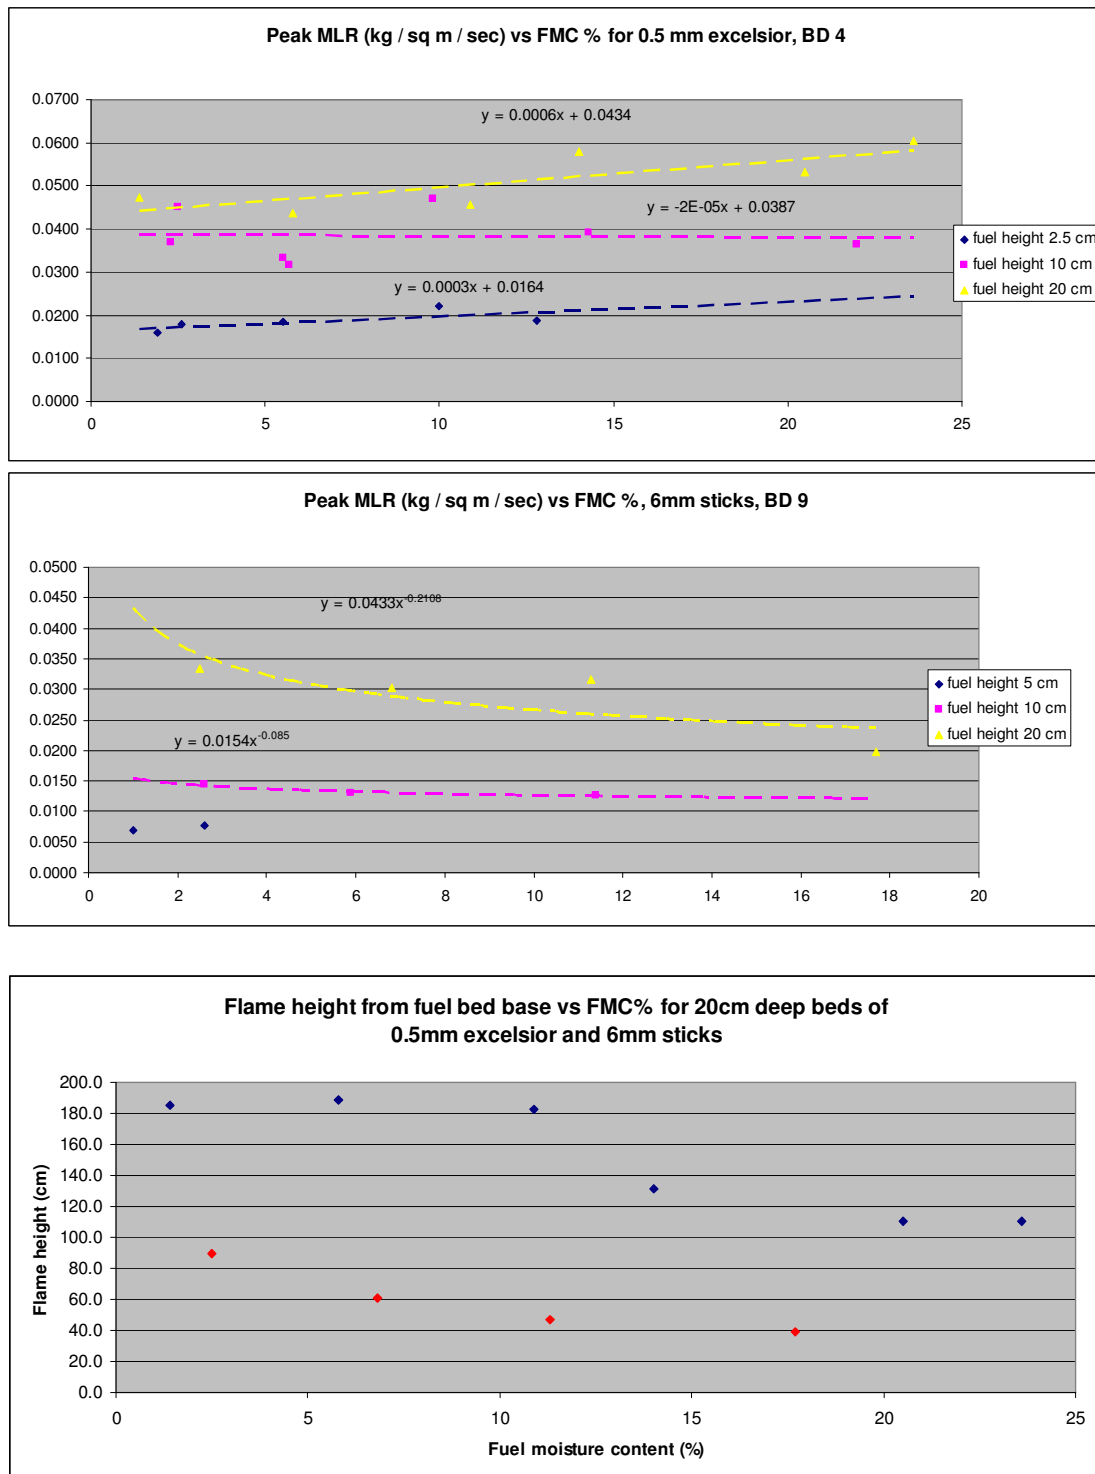 Peak MLR (kg / sq m / sec) vs FMC % for 0.5 mm excelsior, BD 4
0.0700
0.0600
0.0500
0.0400
0.0300
0.0200
0.0100
0.0000
y = 0.0006x + 0.0434
y = -2E-05x + 0.0387
y = 0.0003x + 0.0164
0 5 10 15 20 25
fuel height 2.5 cm
fuel height 10 cm
fuel height 20 cm
Peak MLR (kg / sq m / sec) vs FMC %, 6mm sticks, BD 9
0.0500
0.0450
0.0400
0.0350
0.0300
0.0250
0.0200
0.0150
0.0100
0.0050
0.0000
y = 0.0433x^-0.2108
y = 0.0154x^-0.085
0 2 4 6 8 10 12 14 16 18 20
fuel height 5 cm
fuel height 10 cm
fuel height 20 cm
Flame height from fuel bed base vs FMC% for 20cm deep beds of
0.5mm excelsior and 6mm sticks
Flame height (cm)
200.0
180.0
160.0
140.0
120.0
100.0
80.0
60.0
40.0
20.0
0.0
0 5 10 15 20 25
Fuel moisture content (%)